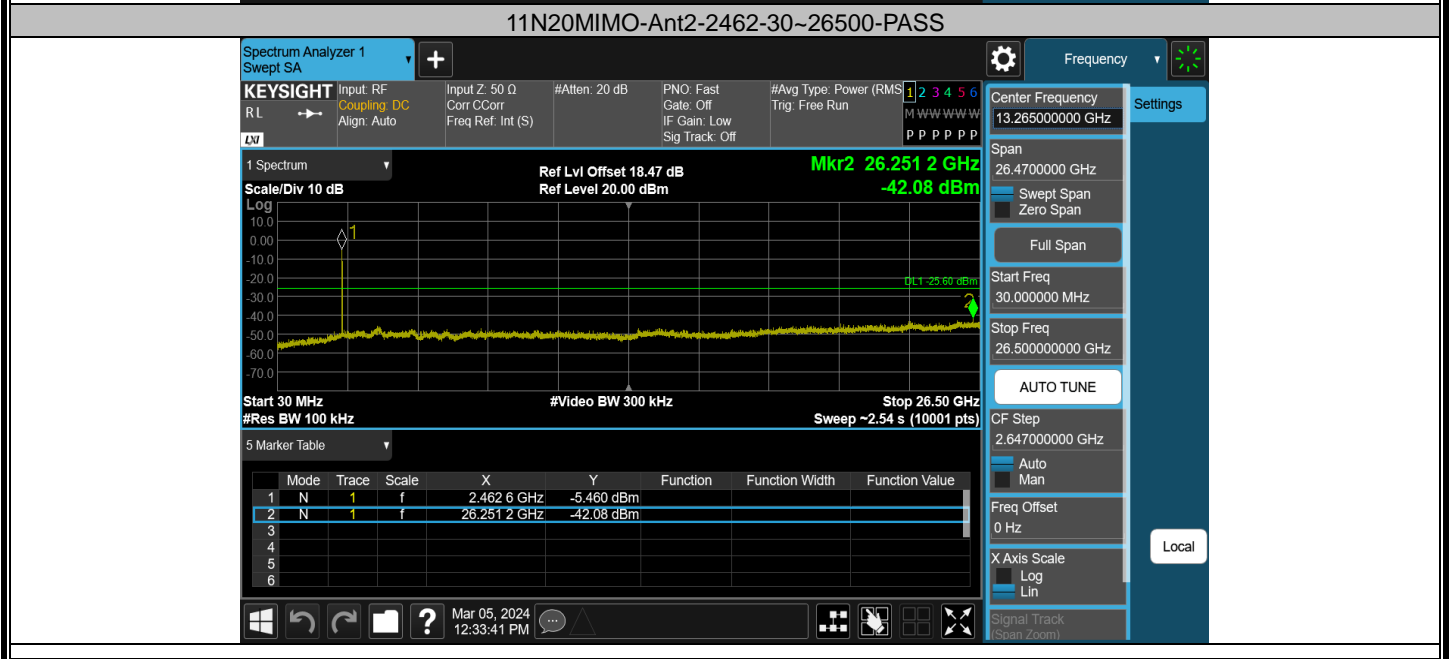 11N20MIMO-Ant2-2462-30~26500-PASS
Spectrum Analyzer 1
Swept SA
+
Frequency
KEYSIGHT
R L
LXI
Input: RF
Coupling: DC
Align: Auto
Input Z: 50 Ω
Corr CCorr
Freq Ref: Int (S)
#Atten: 20 dB
PNO: Fast
Gate: Off
IF Gain: Low
Sig Track: Off
#Avg Type: Power (RMS
Trig: Free Run
1 2 3 4 5 6
M W W W W W
P P P P P P
Center Frequency
13.265000000 GHz
Settings
Span
26.4700000 GHz
Swept Span
Zero Span
Full Span
Start Freq
30.000000 MHz
Stop Freq
26.500000000 GHz
AUTO TUNE
CF Step
2.647000000 GHz
Auto
Man
Freq Offset
0 Hz
X Axis Scale
Log
Lin
Signal Track
(Span Zoom)
Local
1 Spectrum
Scale/Div 10 dB
Log
Ref Lvl Offset 18.47 dB
Ref Level 20.00 dBm
Mkr2 26.251 2 GHz
-42.08 dBm
10.0
0.00
-10.0
-20.0
-30.0
-40.0
-50.0
-60.0
-70.0
1
DL1 -25.60 dBm
2
Start 30 MHz
#Video BW 300 kHz
Stop 26.50 GHz
#Res BW 100 kHz
Sweep ~2.54 s (10001 pts)
5 Marker Table
Mode Trace Scale X Y Function Function Width Function Value
1 N 1 f 2.462 6 GHz -5.460 dBm
2 N 1 f 26.251 2 GHz -42.08 dBm
3
4
5
6
?
Mar 05, 2024
12:33:41 PM